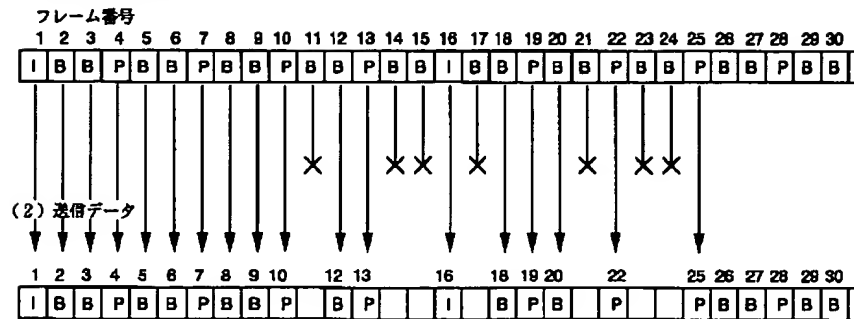 フレーム番号
1 2 3 4 5 6 7 8 9 10 11 12 13 14 15 16 17 18 19 20 21 22 23 24 25 26 27 28 29 30
I B B P B B P B B P B B P B B I B B P B B P B B P B B P B B
(2) 送信データ
1 2 3 4 5 6 7 8 9 10 12 13 16 18 19 20 22 25 26 27 28 29 30
I B B P B B P B B P B P I B P B P P B B P B B